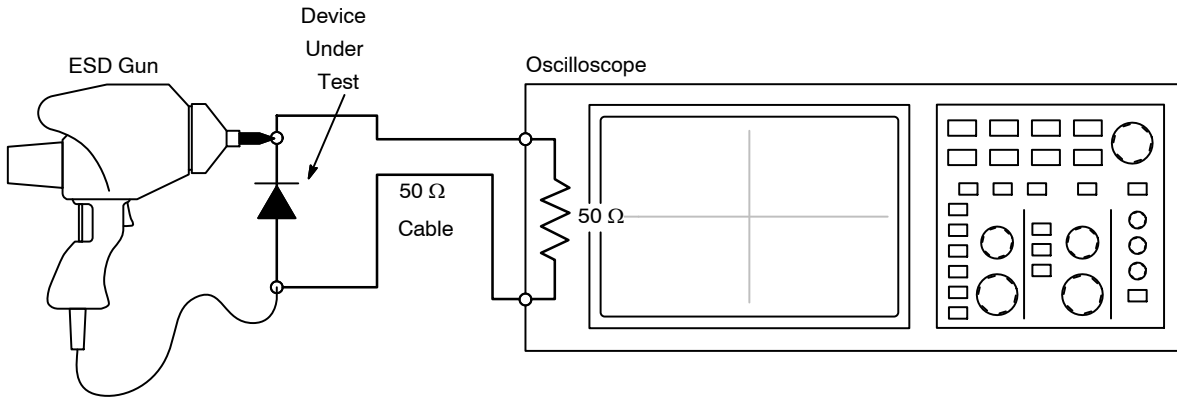 Device
Under
Test
ESD Gun
Oscilloscope
50 Ω
Cable
50 Ω